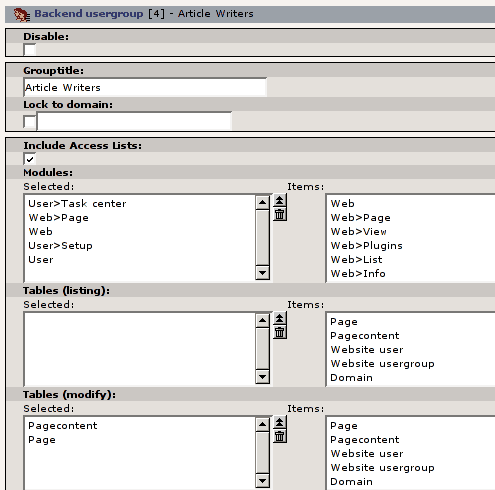 Backend usergroup [4] - Article Writers
Disable:
Grouptitle:
Article Writers
Lock to domain:
Include Access Lists:
Modules:
Selected: Items:
User>Task center Web
Web>Page Web>Page
Web Web>View
User>Setup Web>Plugins
User Web>List
Web>Info
Tables (listing):
Selected: Items:
Page
Pagecontent
Website user
Website usergroup
Domain
Tables (modify):
Selected: Items:
Pagecontent Page
Page Pagecontent
Website user
Website usergroup
Domain